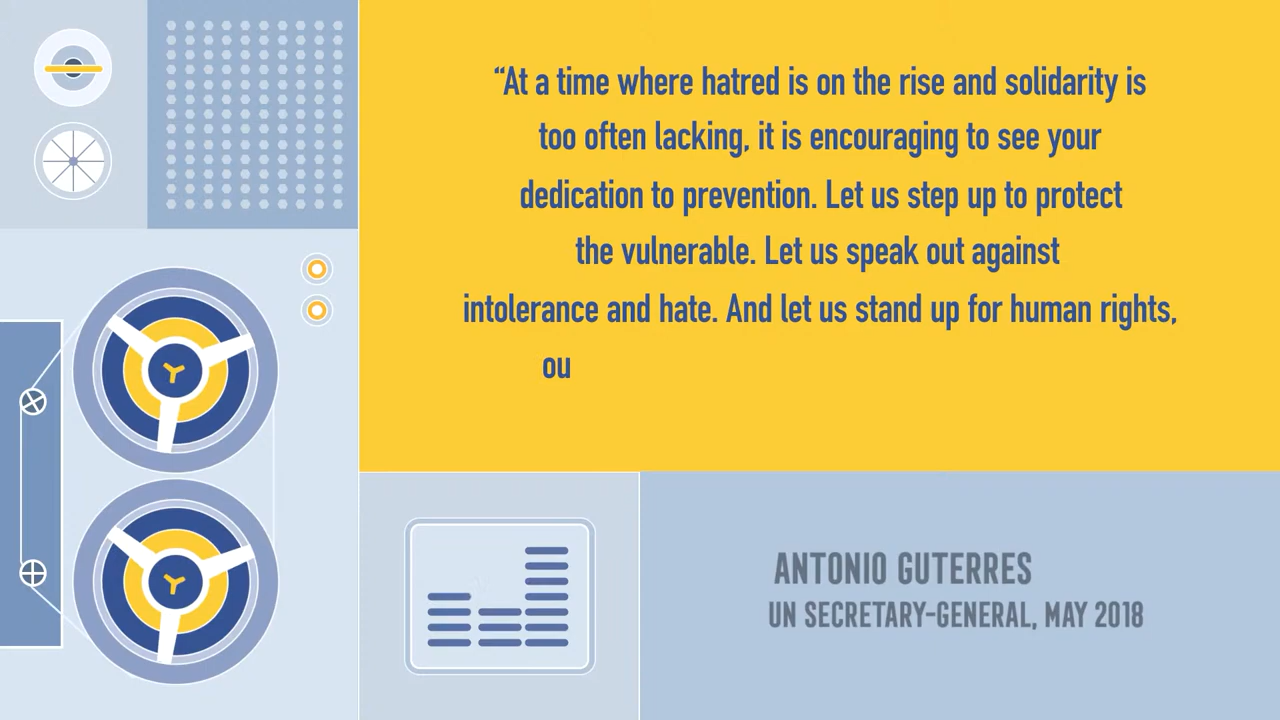 “At a time where hatred is on the rise and solidarity is
too often lacking, it is encouraging to see your
dedication to prevention. Let us step up to protect
the vulnerable. Let us speak out against
intolerance and hate. And let us stand up for human rights,
ou
ANTONIO GUTERRES
UN SECRETARY-GENERAL, MAY 2018